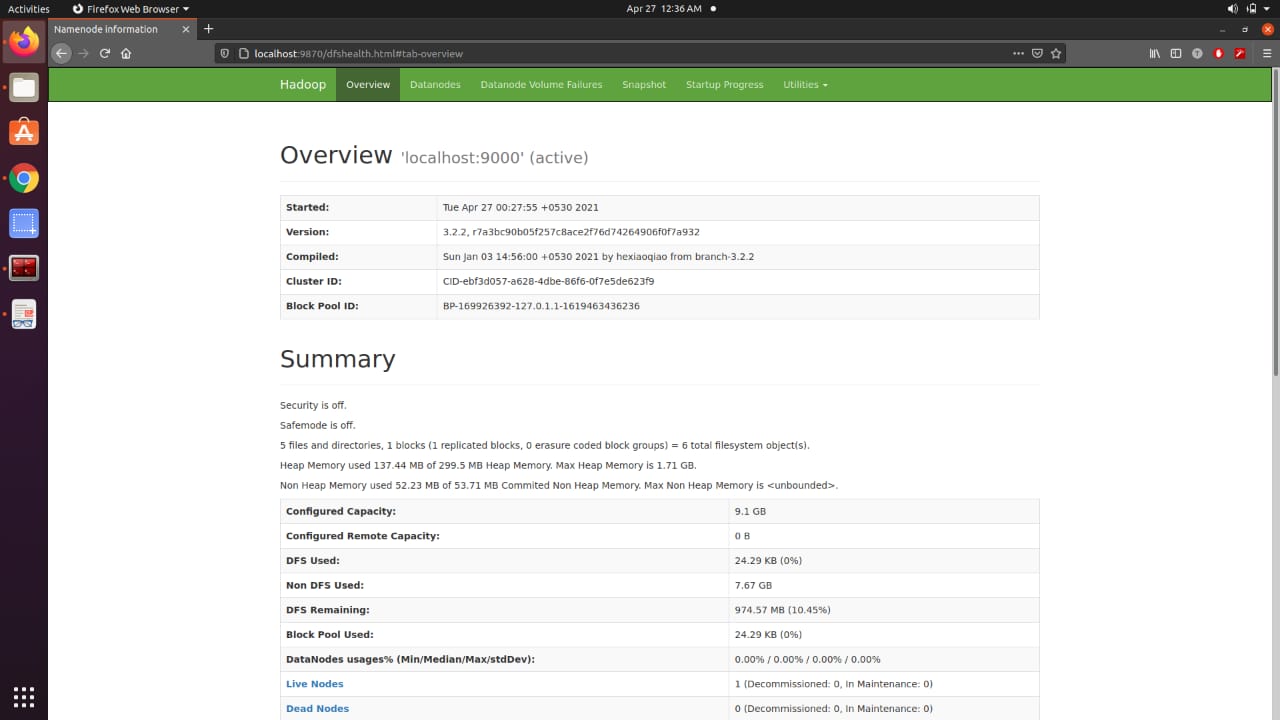 Activities Firefox Web Browser Apr 27 12:36 AM
Namenode information
localhost:9870/dfshealth.html#tab-overview
Hadoop Overview Datanodes Datanode Volume Failures Snapshot Startup Progress Utilities
Overview 'localhost:9000' (active)
Started: Tue Apr 27 00:27:55 +0530 2021
Version: 3.2.2, r7a3bc90b05f257c8ace2f76d74264906f0f7a932
Compiled: Sun Jan 03 14:56:00 +0530 2021 by hexiaoqiao from branch-3.2.2
Cluster ID: CID-ebf3d057-a628-4dbe-86f6-0f7e5de623f9
Block Pool ID: BP-169926392-127.0.1.1-1619463436236
Summary
Security is off.
Safemode is off.
5 files and directories, 1 blocks (1 replicated blocks, 0 erasure coded block groups) = 6 total filesystem object(s).
Heap Memory used 137.44 MB of 299.5 MB Heap Memory. Max Heap Memory is 1.71 GB.
Non Heap Memory used 52.23 MB of 53.71 MB Commited Non Heap Memory. Max Non Heap Memory is <unbounded>.
Configured Capacity: 9.1 GB
Configured Remote Capacity: 0 B
DFS Used: 24.29 KB (0%)
Non DFS Used: 7.67 GB
DFS Remaining: 974.57 MB (10.45%)
Block Pool Used: 24.29 KB (0%)
DataNodes usages% (Min/Median/Max/stdDev): 0.00% / 0.00% / 0.00% / 0.00%
Live Nodes 1 (Decommissioned: 0, In Maintenance: 0)
Dead Nodes 0 (Decommissioned: 0, In Maintenance: 0)